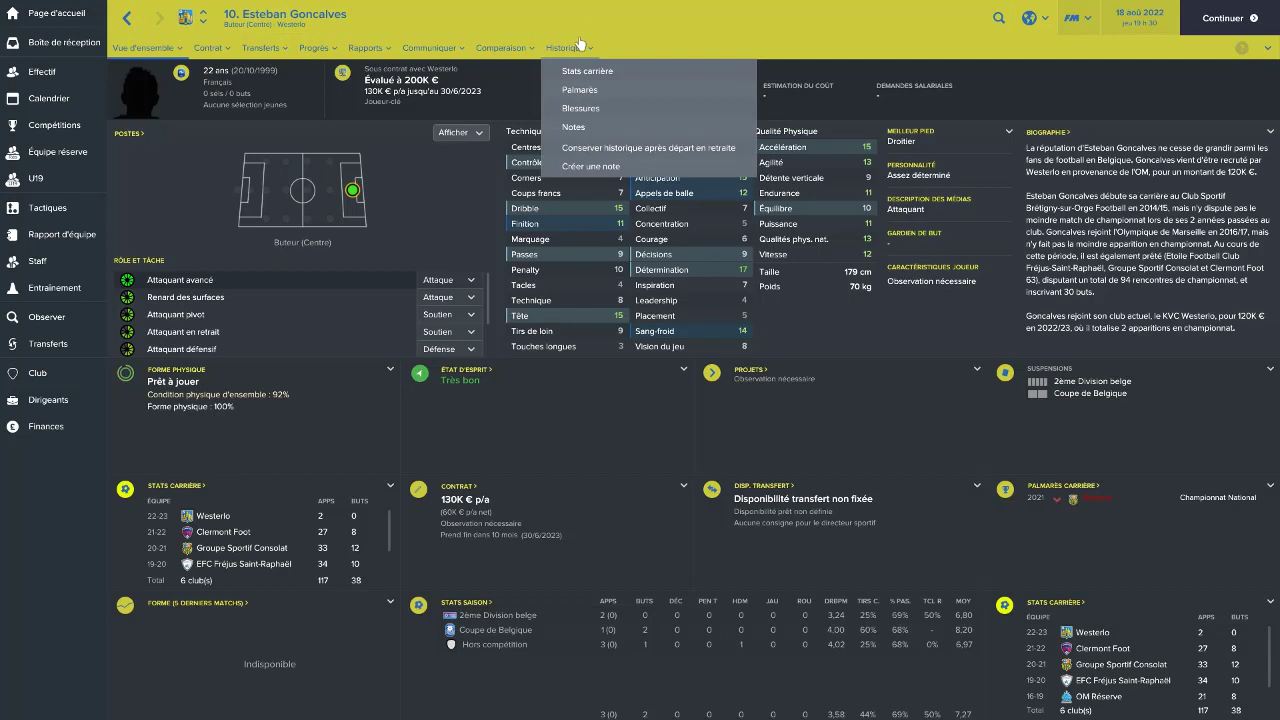 Page d'accueil
Boîte de réception
Effectif
Calendrier
Compétitions
Équipe réserve
U19
Tactiques
Rapport d'équipe
Staff
Entrainement
Observer
Transferts
Club
Dirigeants
Finances
10. Esteban Goncalves
Buteur (Centre) - Westerlo
FM
18 aoû 2022
jeu 19 h 30
Continuer
Vue d'ensemble
Contrat
Transferts
Progrès
Rapports
Communiquer
Comparaison
Historique
Stats carrière
Palmarès
Blessures
Notes
Conserver historique après départ en retraite
Créer une note
22 ans (20/10/1999)
Français
0 séls / 0 buts
Aucune sélection jeunes
Sous contrat avec Westerlo
Évalué à 200K €
130K € p/a jusqu'au 30/6/2023
Joueur-clé
ESTIMATION DU COÛT
-
DEMANDES SALARIALES
-
POSTES
Afficher
Buteur (Centre)
RÔLE ET TÂCHE
Attaquant avancé Attaque
Renard des surfaces Attaque
Attaquant pivot Soutien
Attaquant en retrait Soutien
Attaquant défensif Défense
Technique
Centres 7
Contrôle
Corners 7
Coups francs 7
Dribble 15
Finition 11
Marquage 4
Passes 9
Penalty 10
Tacles 4
Technique 8
Tête 15
Tirs de loin 9
Touches longues 3
Anticipation 13
Appels de balle 12
Collectif 7
Concentration 5
Courage 6
Décisions 9
Détermination 17
Inspiration 7
Leadership 4
Placement 5
Sang-froid 14
Vision du jeu 8
Qualité Physique
Accélération 15
Agilité 13
Détente verticale 9
Endurance 11
Équilibre 10
Puissance 11
Qualités phys. nat. 13
Vitesse 12
Taille 179 cm
Poids 70 kg
MEILLEUR PIED
Droitier
PERSONNALITÉ
Assez déterminé
DESCRIPTION DES MÉDIAS
Attaquant
GARDIEN DE BUT
-
CARACTÉRISTIQUES JOUEUR
Observation nécessaire
BIOGRAPHIE
La réputation d'Esteban Goncalves ne cesse de grandir parmi les
fans de football en Belgique. Goncalves vient d'être recruté par
Westerlo en provenance de l'OM, pour un montant de 120K €.
Esteban Goncalves débute sa carrière au Club Sportif
Brétigny-sur-Orge Football en 2014/15, mais n'y dispute pas le
moindre match de championnat lors de ses 2 années passées au
club. Goncalves rejoint l'Olympique de Marseille en 2016/17, mais
n'y fait pas la moindre apparition en championnat. Au cours de
cette période, il est également prêté (Etoile Football Club
Fréjus-Saint-Raphaël, Groupe Sportif Consolat et Clermont Foot
63), disputant un total de 94 rencontres de championnat, et
inscrivant 30 buts.
Goncalves rejoint son club actuel, le KVC Westerlo, pour 120K €
en 2022/23, où il totalise 2 apparitions en championnat.
FORME PHYSIQUE
Prêt à jouer
Condition physique d'ensemble : 92%
Forme physique : 100%
ÉTAT D'ESPRIT
Très bon
PROJETS
Observation nécessaire
SUSPENSIONS
2ème Division belge
Coupe de Belgique
STATS CARRIÈRE
ÉQUIPE APPS BUTS
22-23 Westerlo 2 0
21-22 Clermont Foot 27 8
20-21 Groupe Sportif Consolat 33 12
19-20 EFC Fréjus Saint-Raphaël 34 10
Total 6 club(s) 117 38
CONTRAT
130K € p/a
(60K € p/a net)
Observation nécessaire
Prend fin dans 10 mois (30/6/2023)
DISP. TRANSFERT
Disponibilité transfert non fixée
Disponibilité prêt non définie
Aucune consigne pour le directeur sportif
PALMARÈS CARRIÈRE
2021 Championnat National
FORME (5 DERNIERS MATCHS)
Indisponible
STATS SAISON APPS BUTS DÉC PEN T HDM JAU ROU DRBPM TIRS C. % PAS. TCL R MOY
2ème Division belge 2 (0) 0 0 0 0 0 0 3,24 25% 69% 50% 6,80
Coupe de Belgique 1 (0) 2 0 0 0 0 0 4,00 60% 68% - 8,20
Hors compétition 3 (0) 1 0 0 1 0 0 4,02 25% 68% 0% 6,97
3 (0) 2 0 0 0 0 0 3,58 44% 69% 50% 7,27
STATS CARRIÈRE
ÉQUIPE APPS BUTS
22-23 Westerlo 2 0
21-22 Clermont Foot 27 8
20-21 Groupe Sportif Consolat 33 12
19-20 EFC Fréjus Saint-Raphaël 34 10
16-19 OM Réserve 21 8
Total 6 club(s) 117 38